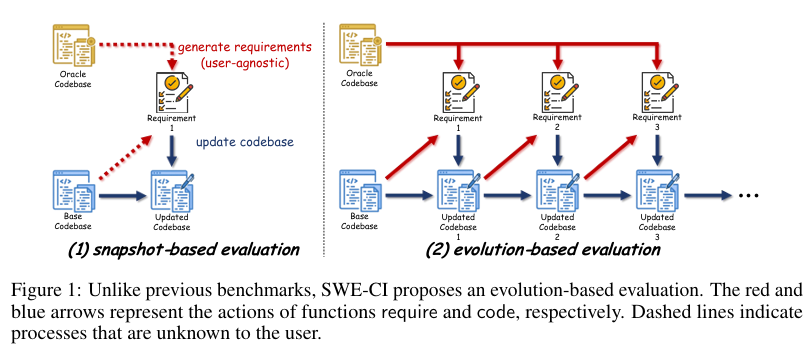 generate requirements
(user-agnostic)
Oracle
Codebase
Requirement
1
update codebase
Base
Codebase
Updated
Codebase
(1) snapshot-based evaluation
Oracle
Codebase
Requirement
1
Requirement
2
Requirement
3
Base
Codebase
Updated
Codebase
1
Updated
Codebase
2
Updated
Codebase
3
...
(2) evolution-based evaluation
Figure 1: Unlike previous benchmarks, SWE-CI proposes an evolution-based evaluation. The red and
blue arrows represent the actions of functions require and code, respectively. Dashed lines indicate
processes that are unknown to the user.